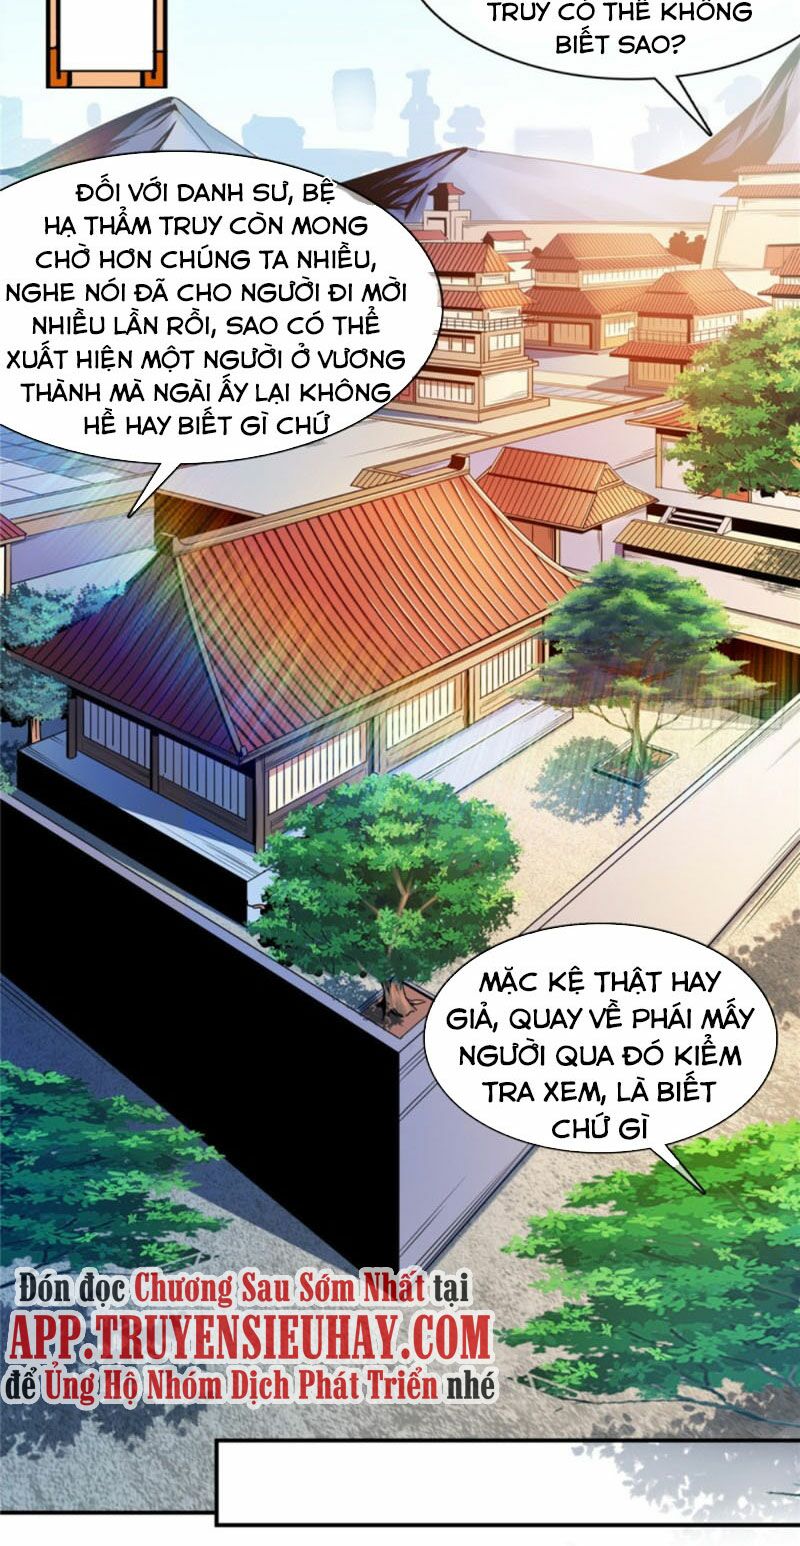 TRUY CÓ THỂ KHÔNG
BIẾT SAO?
ĐỐI VỚI DANH SƯ, BỆ
HẠ THẨM TRUY CÒN MONG
CHỜ HƠN CHÚNG TA NHIỀU,
NGHE NÓI ĐÃ CHO NGƯỜI ĐI MỜI
NHIỀU LẦN RỒI, SAO CÓ THỂ
XUẤT HIỆN MỘT NGƯỜI Ở VƯƠNG
THÀNH MÀ NGÀI ẤY LẠI KHÔNG
HỀ HAY BIẾT GÌ CHỨ
MẶC KỆ THẬT HAY
GIẢ, QUAY VỀ PHÁI MẤY
NGƯỜI QUA ĐÓ KIỂM
TRA XEM, LÀ BIẾT
CHỨ GÌ
Đón đọc Chương Sau Sớm Nhất tại
APP.TRUYENSIEUHAY.COM
để Ủng Hộ Nhóm Dịch Phát Triển nhé